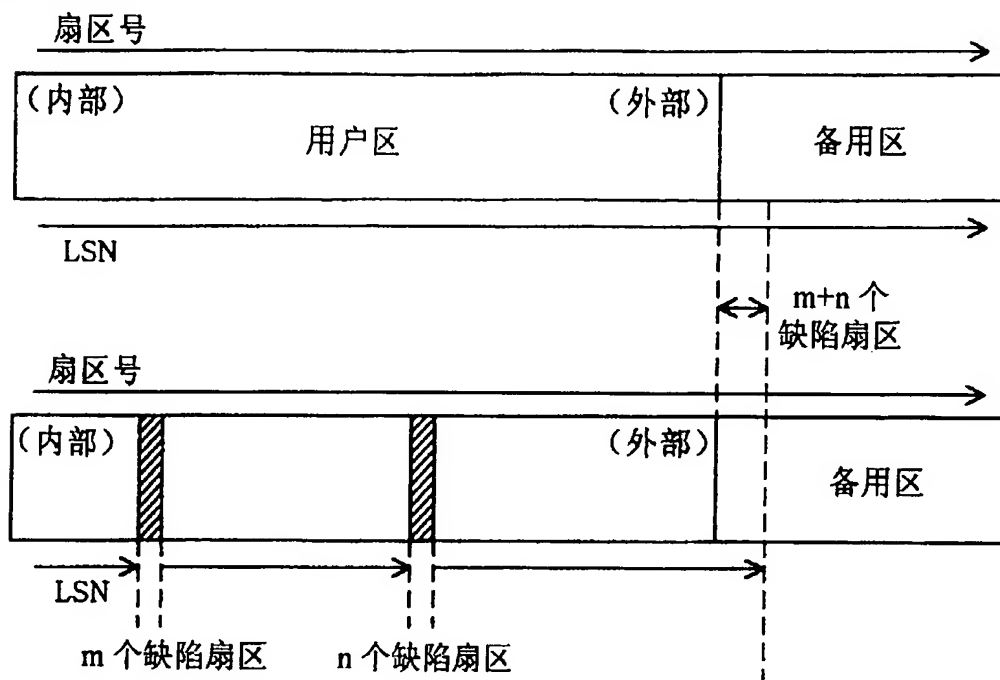 扇区号
（内部）
（外部）
用户区
备用区
LSN
m+n 个
缺陷扇区
扇区号
（内部）
（外部）
备用区
LSN
m 个缺陷扇区
n 个缺陷扇区